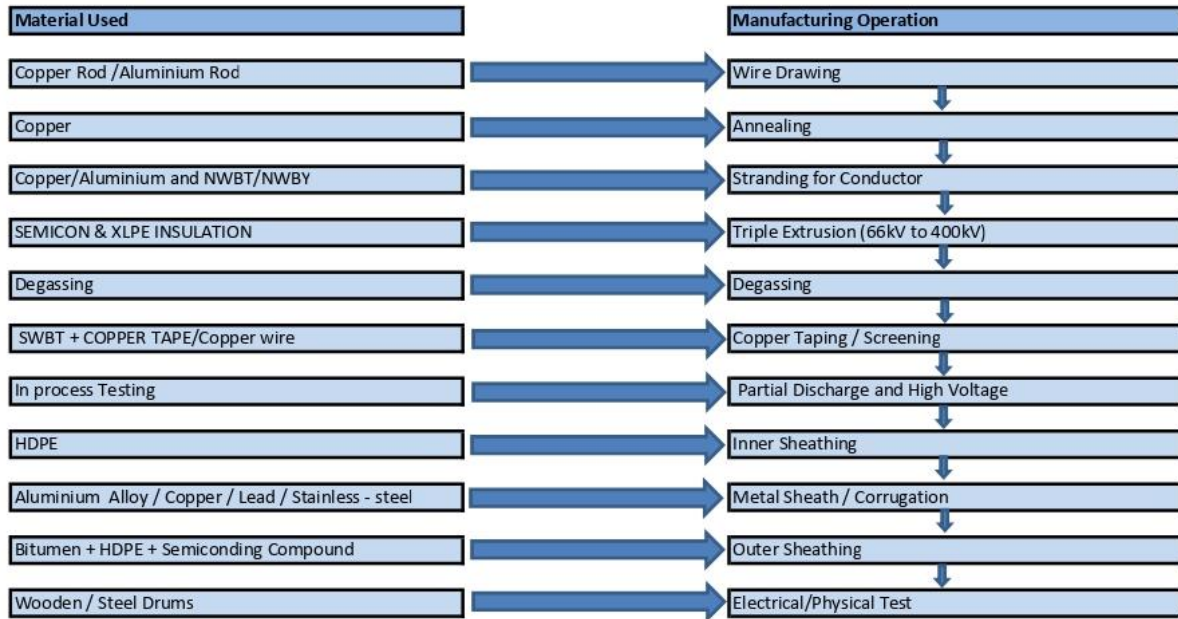 Material Used
Manufacturing Operation
Copper Rod /Aluminium Rod
Wire Drawing
Copper
Annealing
Copper/Aluminium and NWBT/NWBY
Stranding for Conductor
SEMICON & XLPE INSULATION
Triple Extrusion (66kV to 400kV)
Degassing
Degassing
SWBT + COPPER TAPE/Copper wire
Copper Taping / Screening
In process Testing
Partial Discharge and High Voltage
HDPE
Inner Sheathing
Aluminium Alloy / Copper / Lead / Stainless - steel
Metal Sheath / Corrugation
Bitumen + HDPE + Semiconding Compound
Outer Sheathing
Wooden / Steel Drums
Electrical/Physical Test